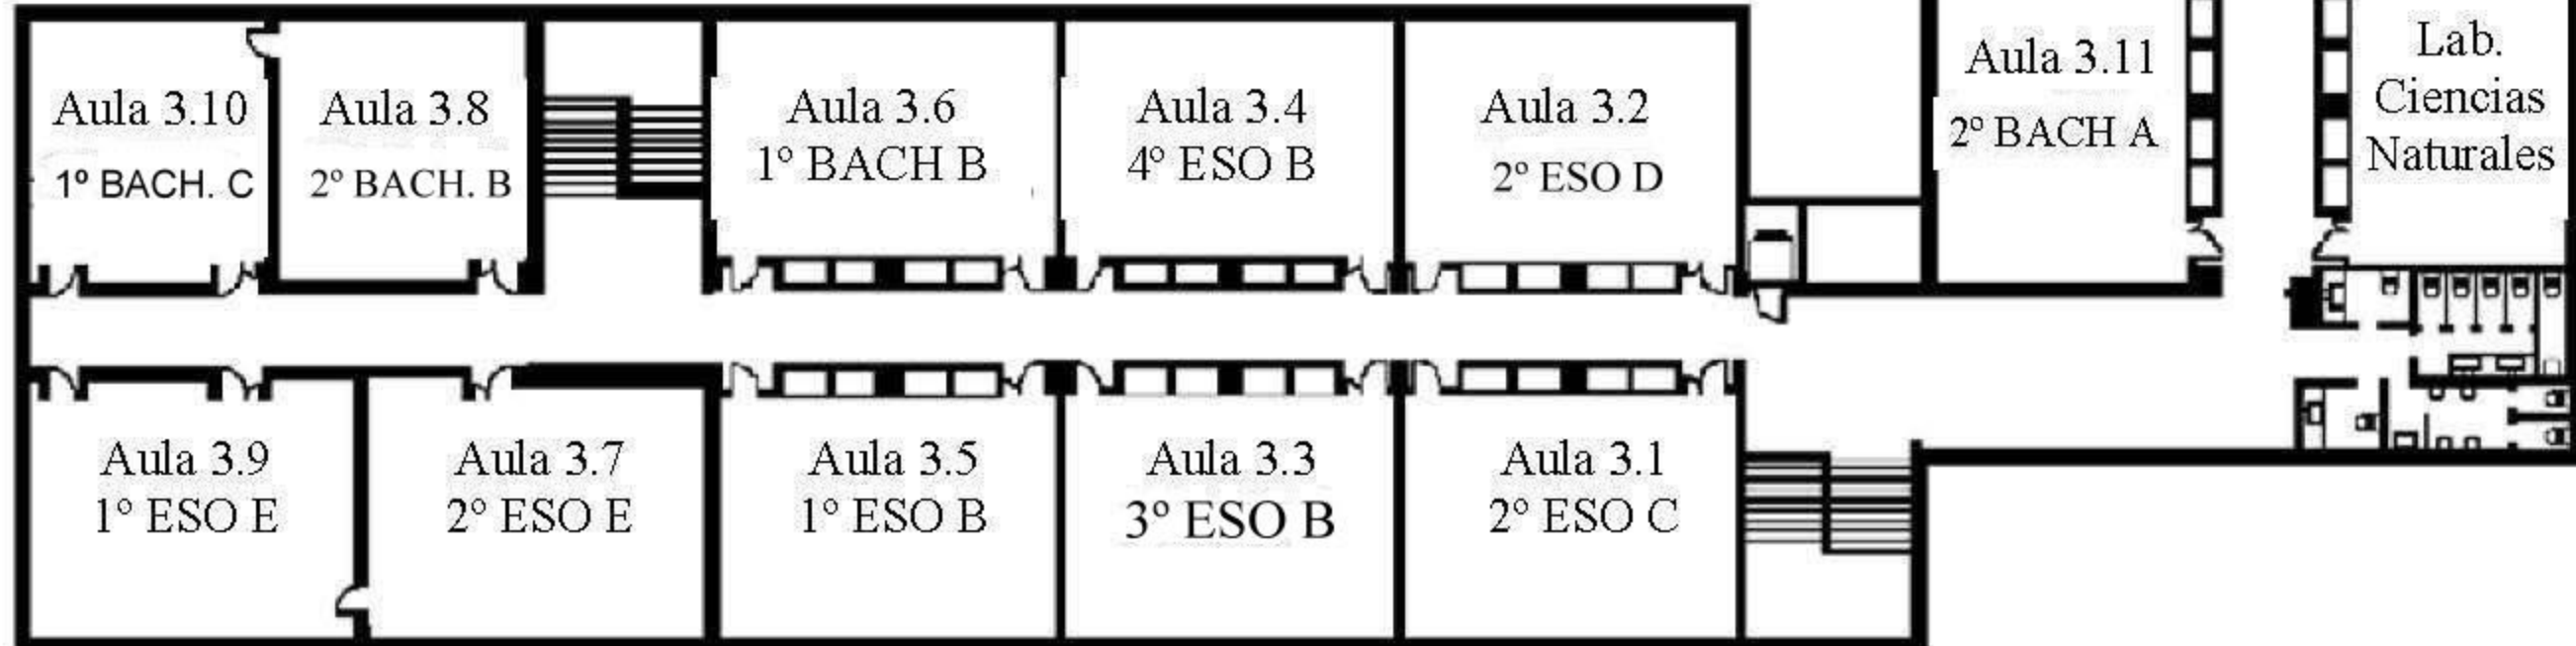 Aula 3.10
1º BACH. C
Aula 3.8
2º BACH. B
Aula 3.6
1º BACH B
Aula 3.4
4º ESO B
Aula 3.2
2º ESO D
Aula 3.11
2º BACH A
Lab.
Ciencias
Naturales
Aula 3.9
1º ESO E
Aula 3.7
2º ESO E
Aula 3.5
1º ESO B
Aula 3.3
3º ESO B
Aula 3.1
2º ESO C